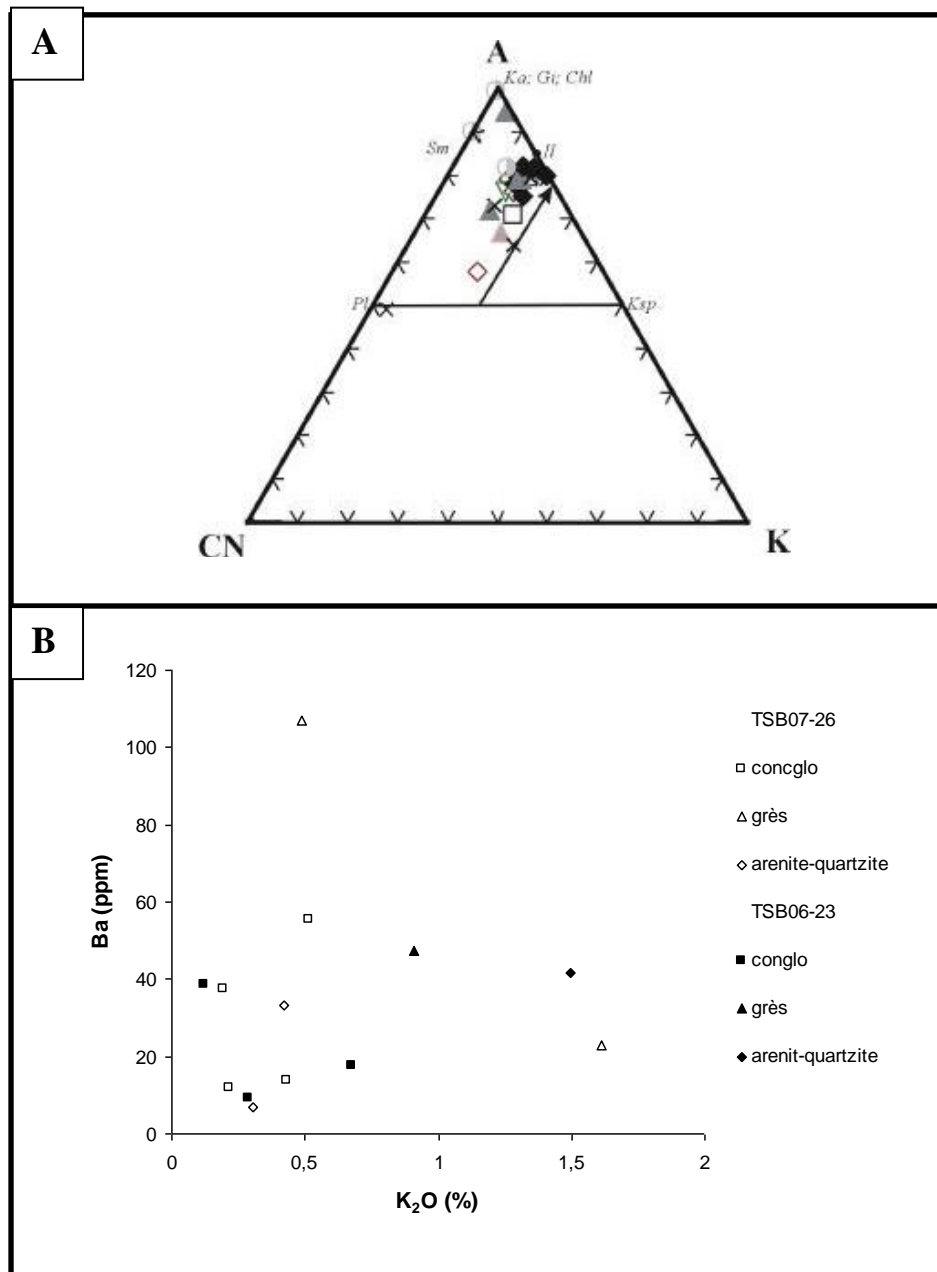 A
A
Ka; Gi; Chl
Sm
Il
Pl
Ksp
CN
K
B
120
100
80
60
40
20
0
Ba (ppm)
0
0,5
1
1,5
2
K₂O (%)
TSB07-26
concglo
grès
arenite-quartzite
TSB06-23
conglo
grès
arenit-quartzite